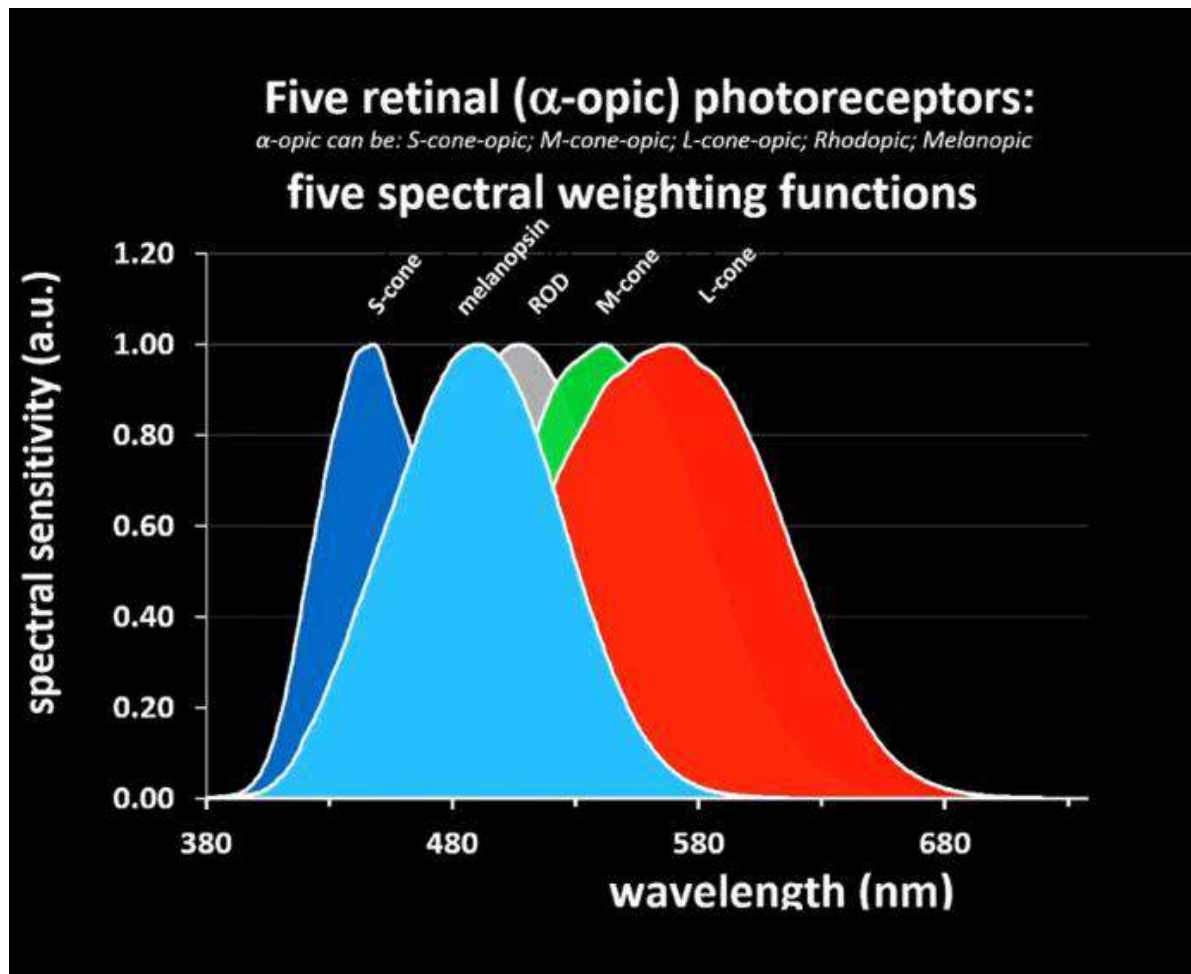 Five retinal (α-opic) photoreceptors:
α-opic can be: S-cone-opic; M-cone-opic; L-cone-opic; Rhodopic; Melanopic
five spectral weighting functions
S-cone
melanopsin
ROD
M-cone
L-cone
spectral sensitivity (a.u.)
1.20
1.00
0.80
0.60
0.40
0.20
0.00
380 480 580 680
wavelength (nm)